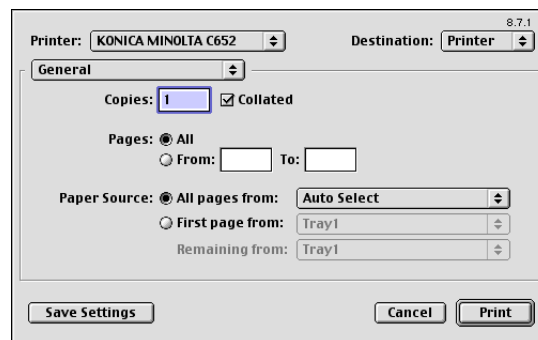 8.7.1
Printer: KONICA MINOLTA C652 Destination: Printer
General
Copies: 1 Collated
Pages: All
From: To:
Paper Source: All pages from: Auto Select
First page from: Tray1
Remaining from: Tray1
Save Settings Cancel Print